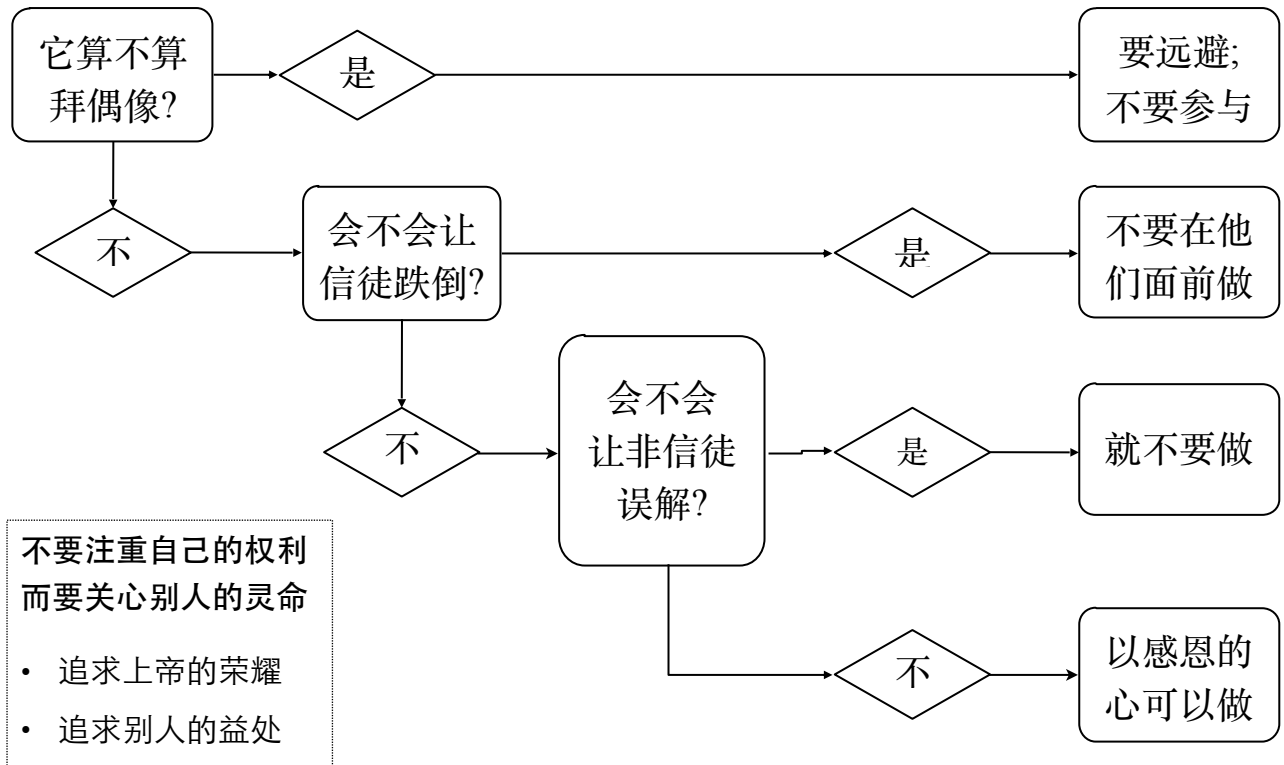 它算不算
拜偶像?
是
要远避;
不要参与
不
会不会让
信徒跌倒?
是
不要在他
们面前做
不
会不会
让非信徒
误解?
是
就不要做
不要注重自己的权利
而要关心别人的灵命
• 追求上帝的荣耀
• 追求别人的益处
不
以感恩的
心可以做